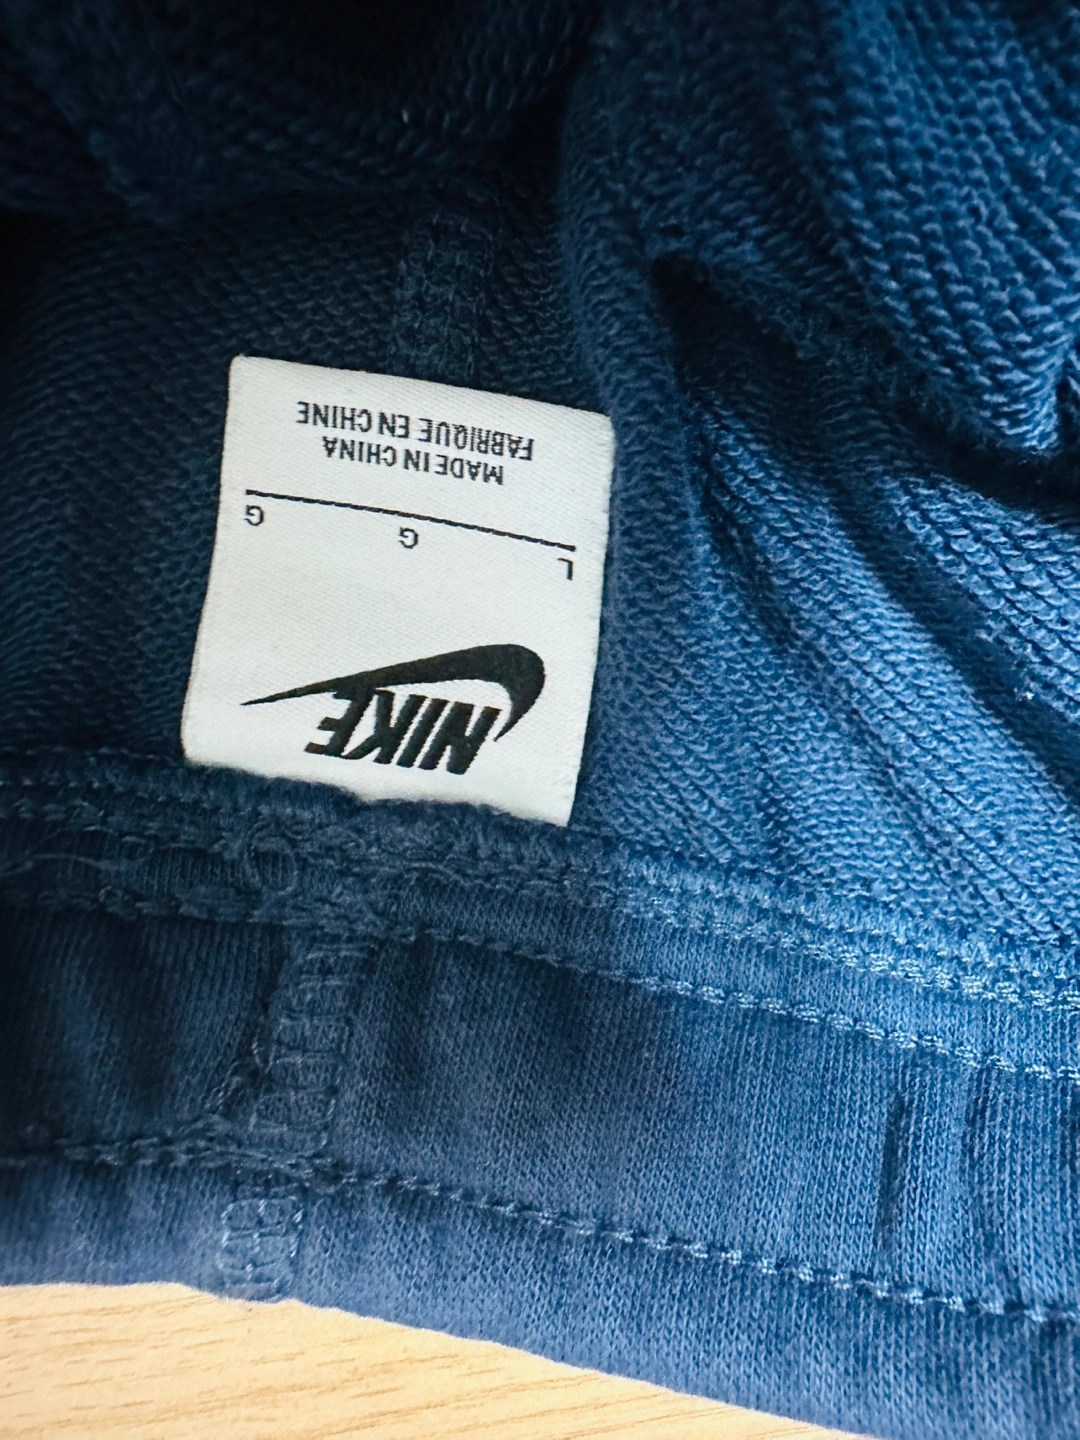 NIKE
L G G
MADE IN CHINA
FABRIQUE EN CHINE